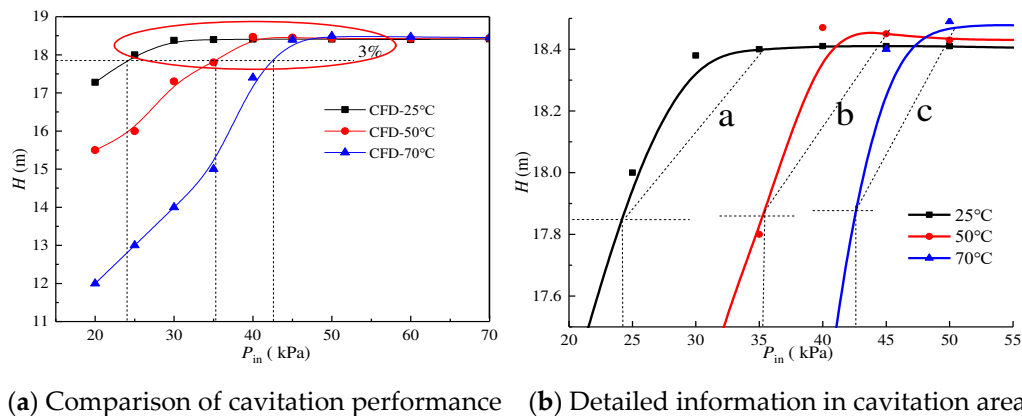 19
18
17
16
15
14
13
12
11
H (m)
3%
CFD-25℃
CFD-50℃
CFD-70℃
20 30 40 50 60 70
Pin ( kPa)
18.4
18.2
18.0
17.8
17.6
H (m)
a
b
c
25℃
50℃
70℃
20 25 30 35 40 45 50 55
Pin ( kPa)
(a) Comparison of cavitation performance
(b) Detailed information in cavitation area